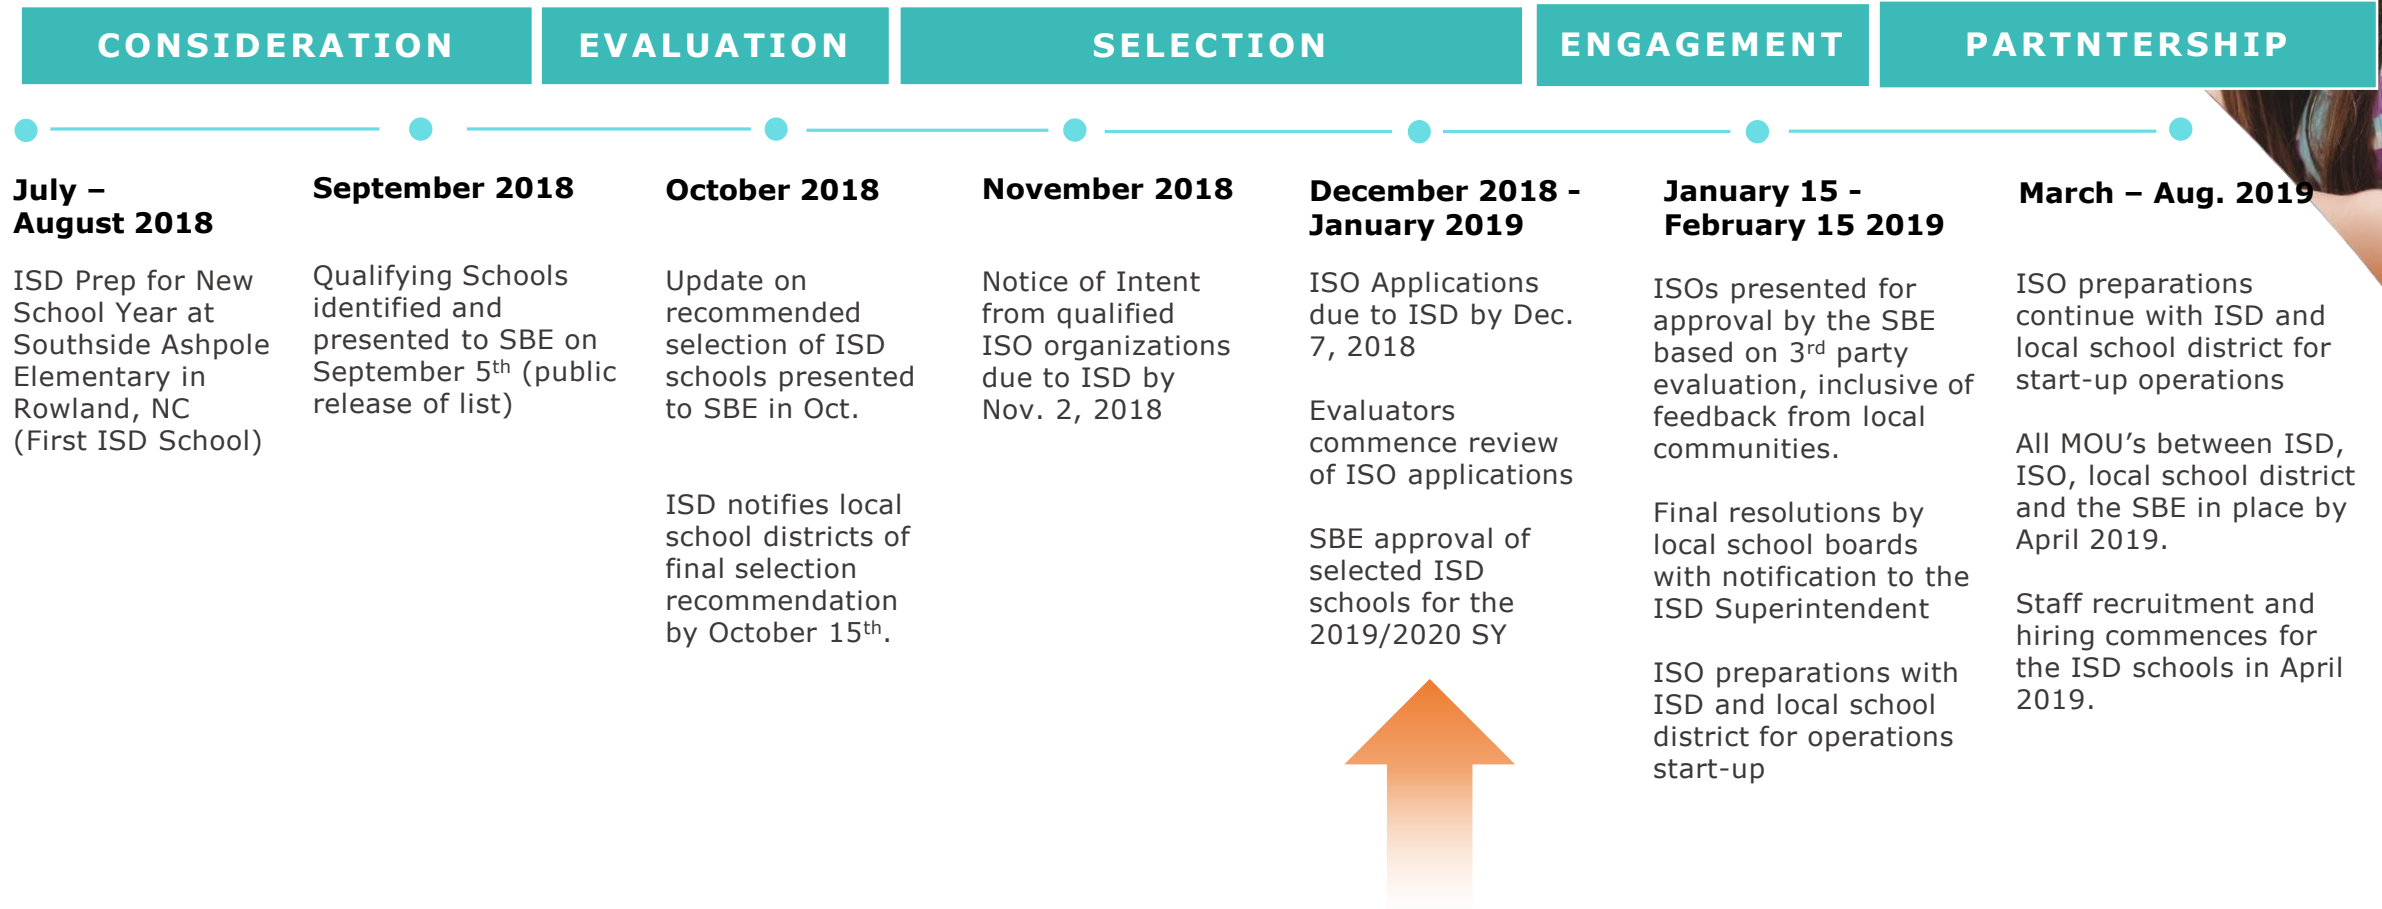 CONSIDERATION
EVALUATION
SELECTION
ENGAGEMENT
PARTNTERSHIP
July –
August 2018
ISD Prep for New
School Year at
Southside Ashpole
Elementary in
Rowland, NC
(First ISD School)
September 2018
Qualifying Schools
identified and
presented to SBE on
September 5th (public
release of list)
October 2018
Update on
recommended
selection of ISD
schools presented
to SBE in Oct.
ISD notifies local
school districts of
final selection
recommendation
by October 15th.
November 2018
Notice of Intent
from qualified
ISO organizations
due to ISD by
Nov. 2, 2018
December 2018 -
January 2019
ISO Applications
due to ISD by Dec.
7, 2018
Evaluators
commence review
of ISO applications
SBE approval of
selected ISD
schools for the
2019/2020 SY
January 15 -
February 15 2019
ISOs presented for
approval by the SBE
based on 3rd party
evaluation, inclusive of
feedback from local
communities.
Final resolutions by
local school boards
with notification to the
ISD Superintendent
ISO preparations with
ISD and local school
district for operations
start-up
March – Aug. 2019
ISO preparations
continue with ISD and
local school district for
start-up operations
All MOU’s between ISD,
ISO, local school district
and the SBE in place by
April 2019.
Staff recruitment and
hiring commences for
the ISD schools in April
2019.